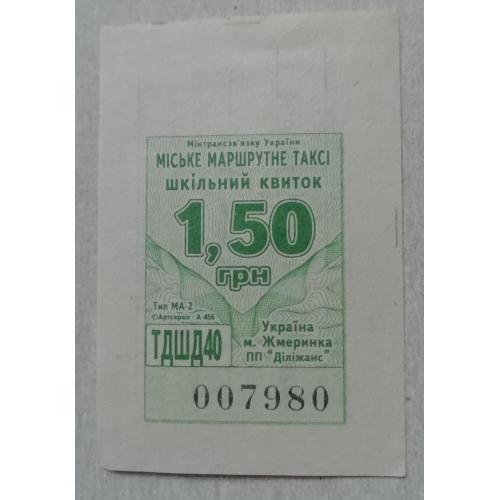 Мінтрансзв'язку України
МІСЬКЕ МАРШРУТНЕ ТАКСІ
ШКІЛЬНИЙ КВИТОК
1,50
грн
Тип МА-2
©Артсервіс А-456
ТДШД40
Україна
м. Жмеринка
ПП "Діліжанс"
007980